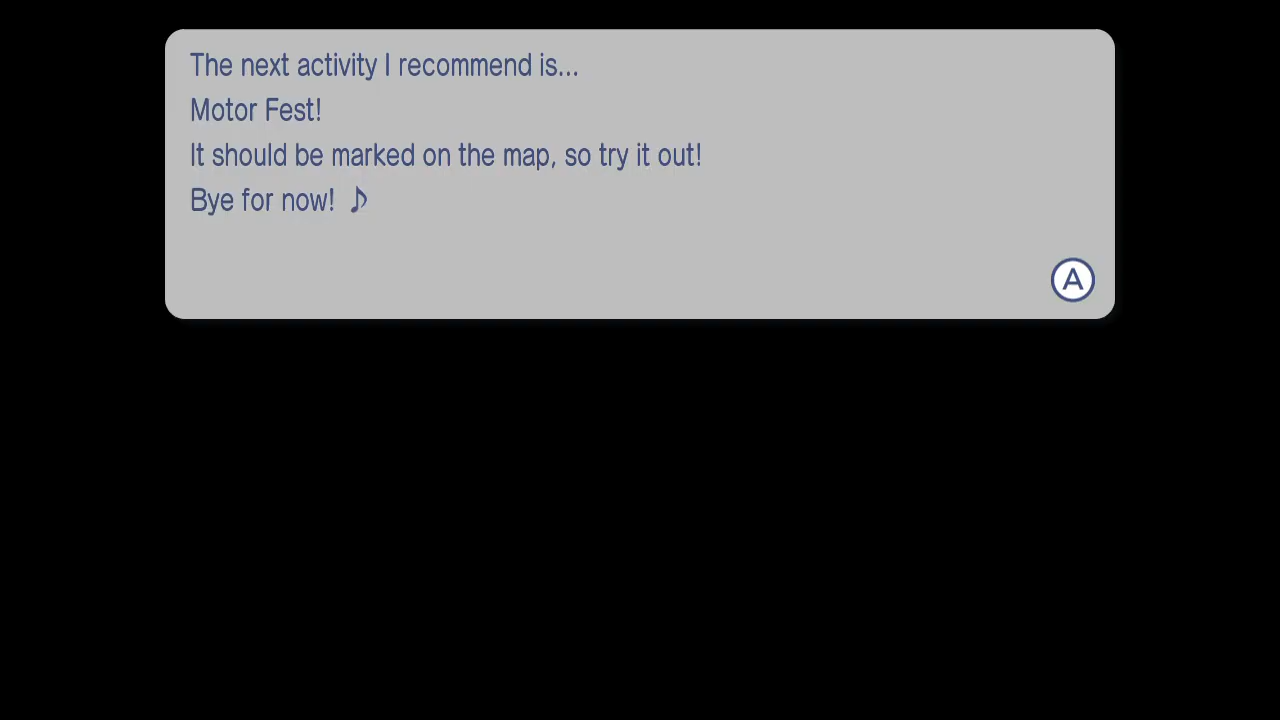 The next activity I recommend is...
Motor Fest!
It should be marked on the map, so try it out!
Bye for now! ♪
A